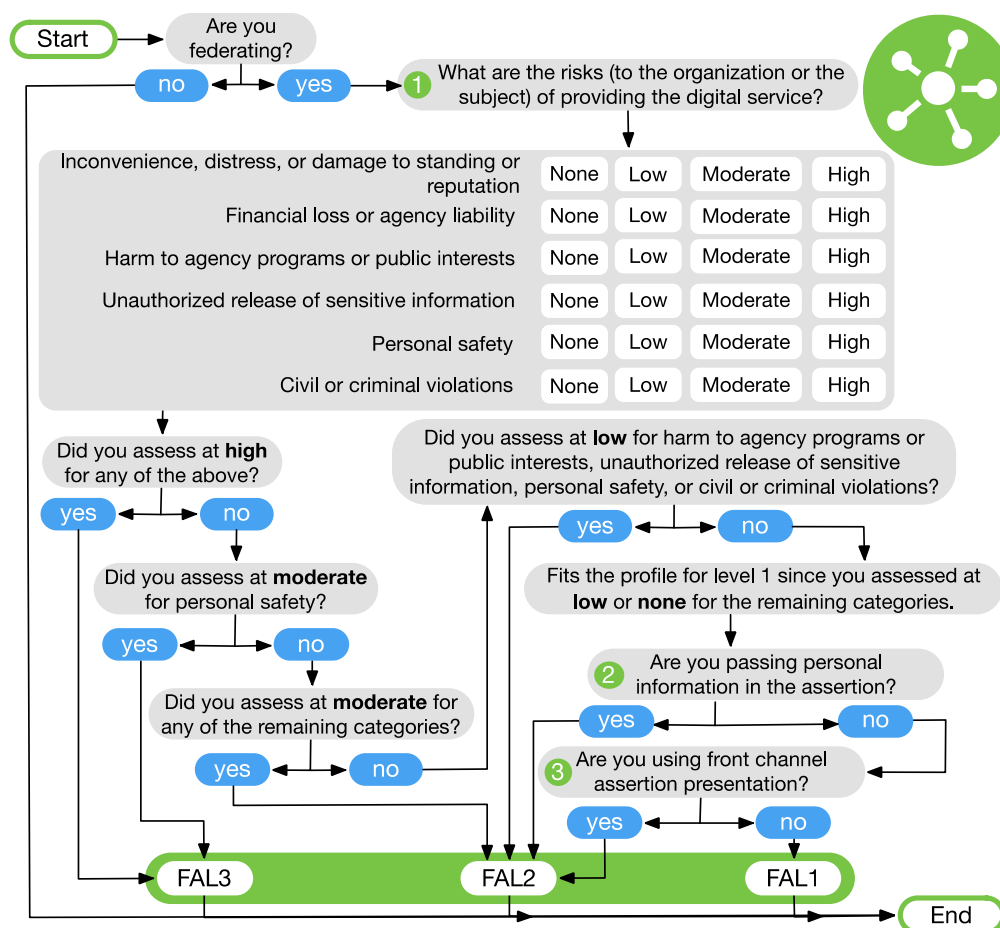 Start
Are you
federating?
no
yes
1
What are the risks (to the organization or the
subject) of providing the digital service?
Inconvenience, distress, or damage to standing or
reputation
None Low Moderate High
Financial loss or agency liability None Low Moderate High
Harm to agency programs or public interests None Low Moderate High
Unauthorized release of sensitive information None Low Moderate High
Personal safety None Low Moderate High
Civil or criminal violations None Low Moderate High
Did you assess at high
for any of the above?
yes
no
Did you assess at moderate
for personal safety?
yes
no
Did you assess at moderate for
any of the remaining categories?
yes
no
Did you assess at low for harm to agency programs or
public interests, unauthorized release of sensitive
information, personal safety, or civil or criminal violations?
yes
no
Fits the profile for level 1 since you assessed at
low or none for the remaining categories.
2
Are you passing personal
information in the assertion?
yes
no
3
Are you using front channel
assertion presentation?
yes
no
FAL3
FAL2
FAL1
End